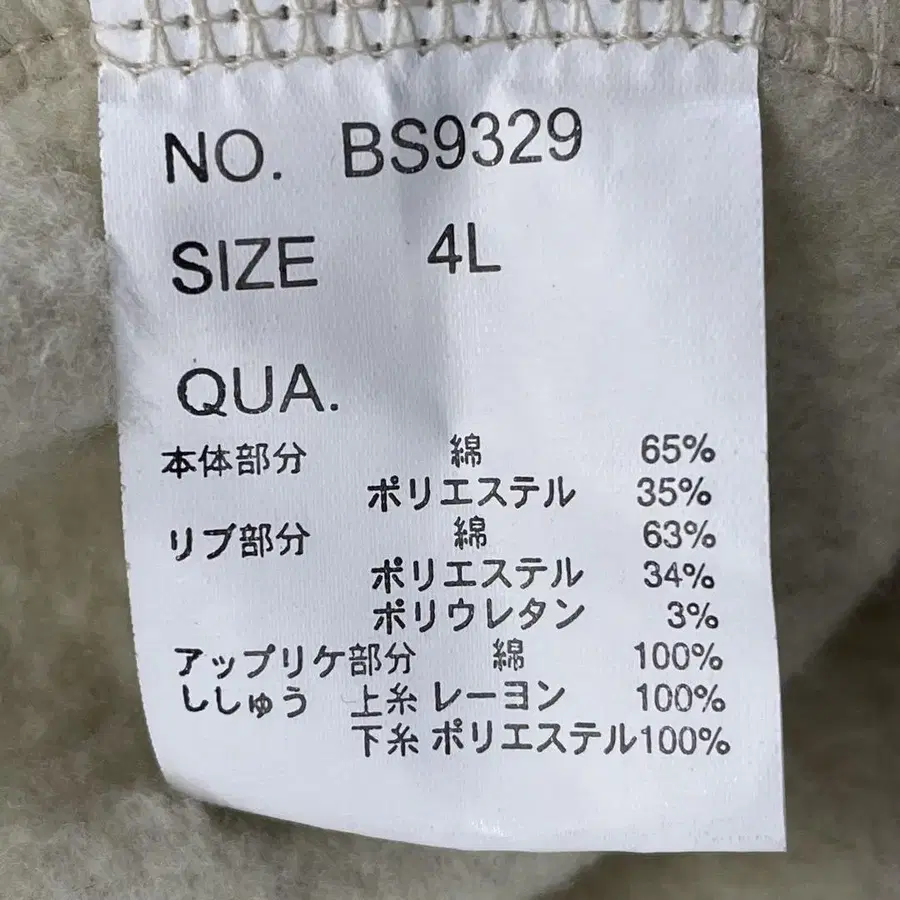 NO. BS9329
SIZE 4L
QUA.
本体部分 綿 65%
ポリエステル 35%
リブ部分 綿 63%
ポリエステル 34%
ポリウレタン 3%
アップリケ部分 綿 100%
ししゅう 上糸 レーヨン 100%
下糸 ポリエステル100%